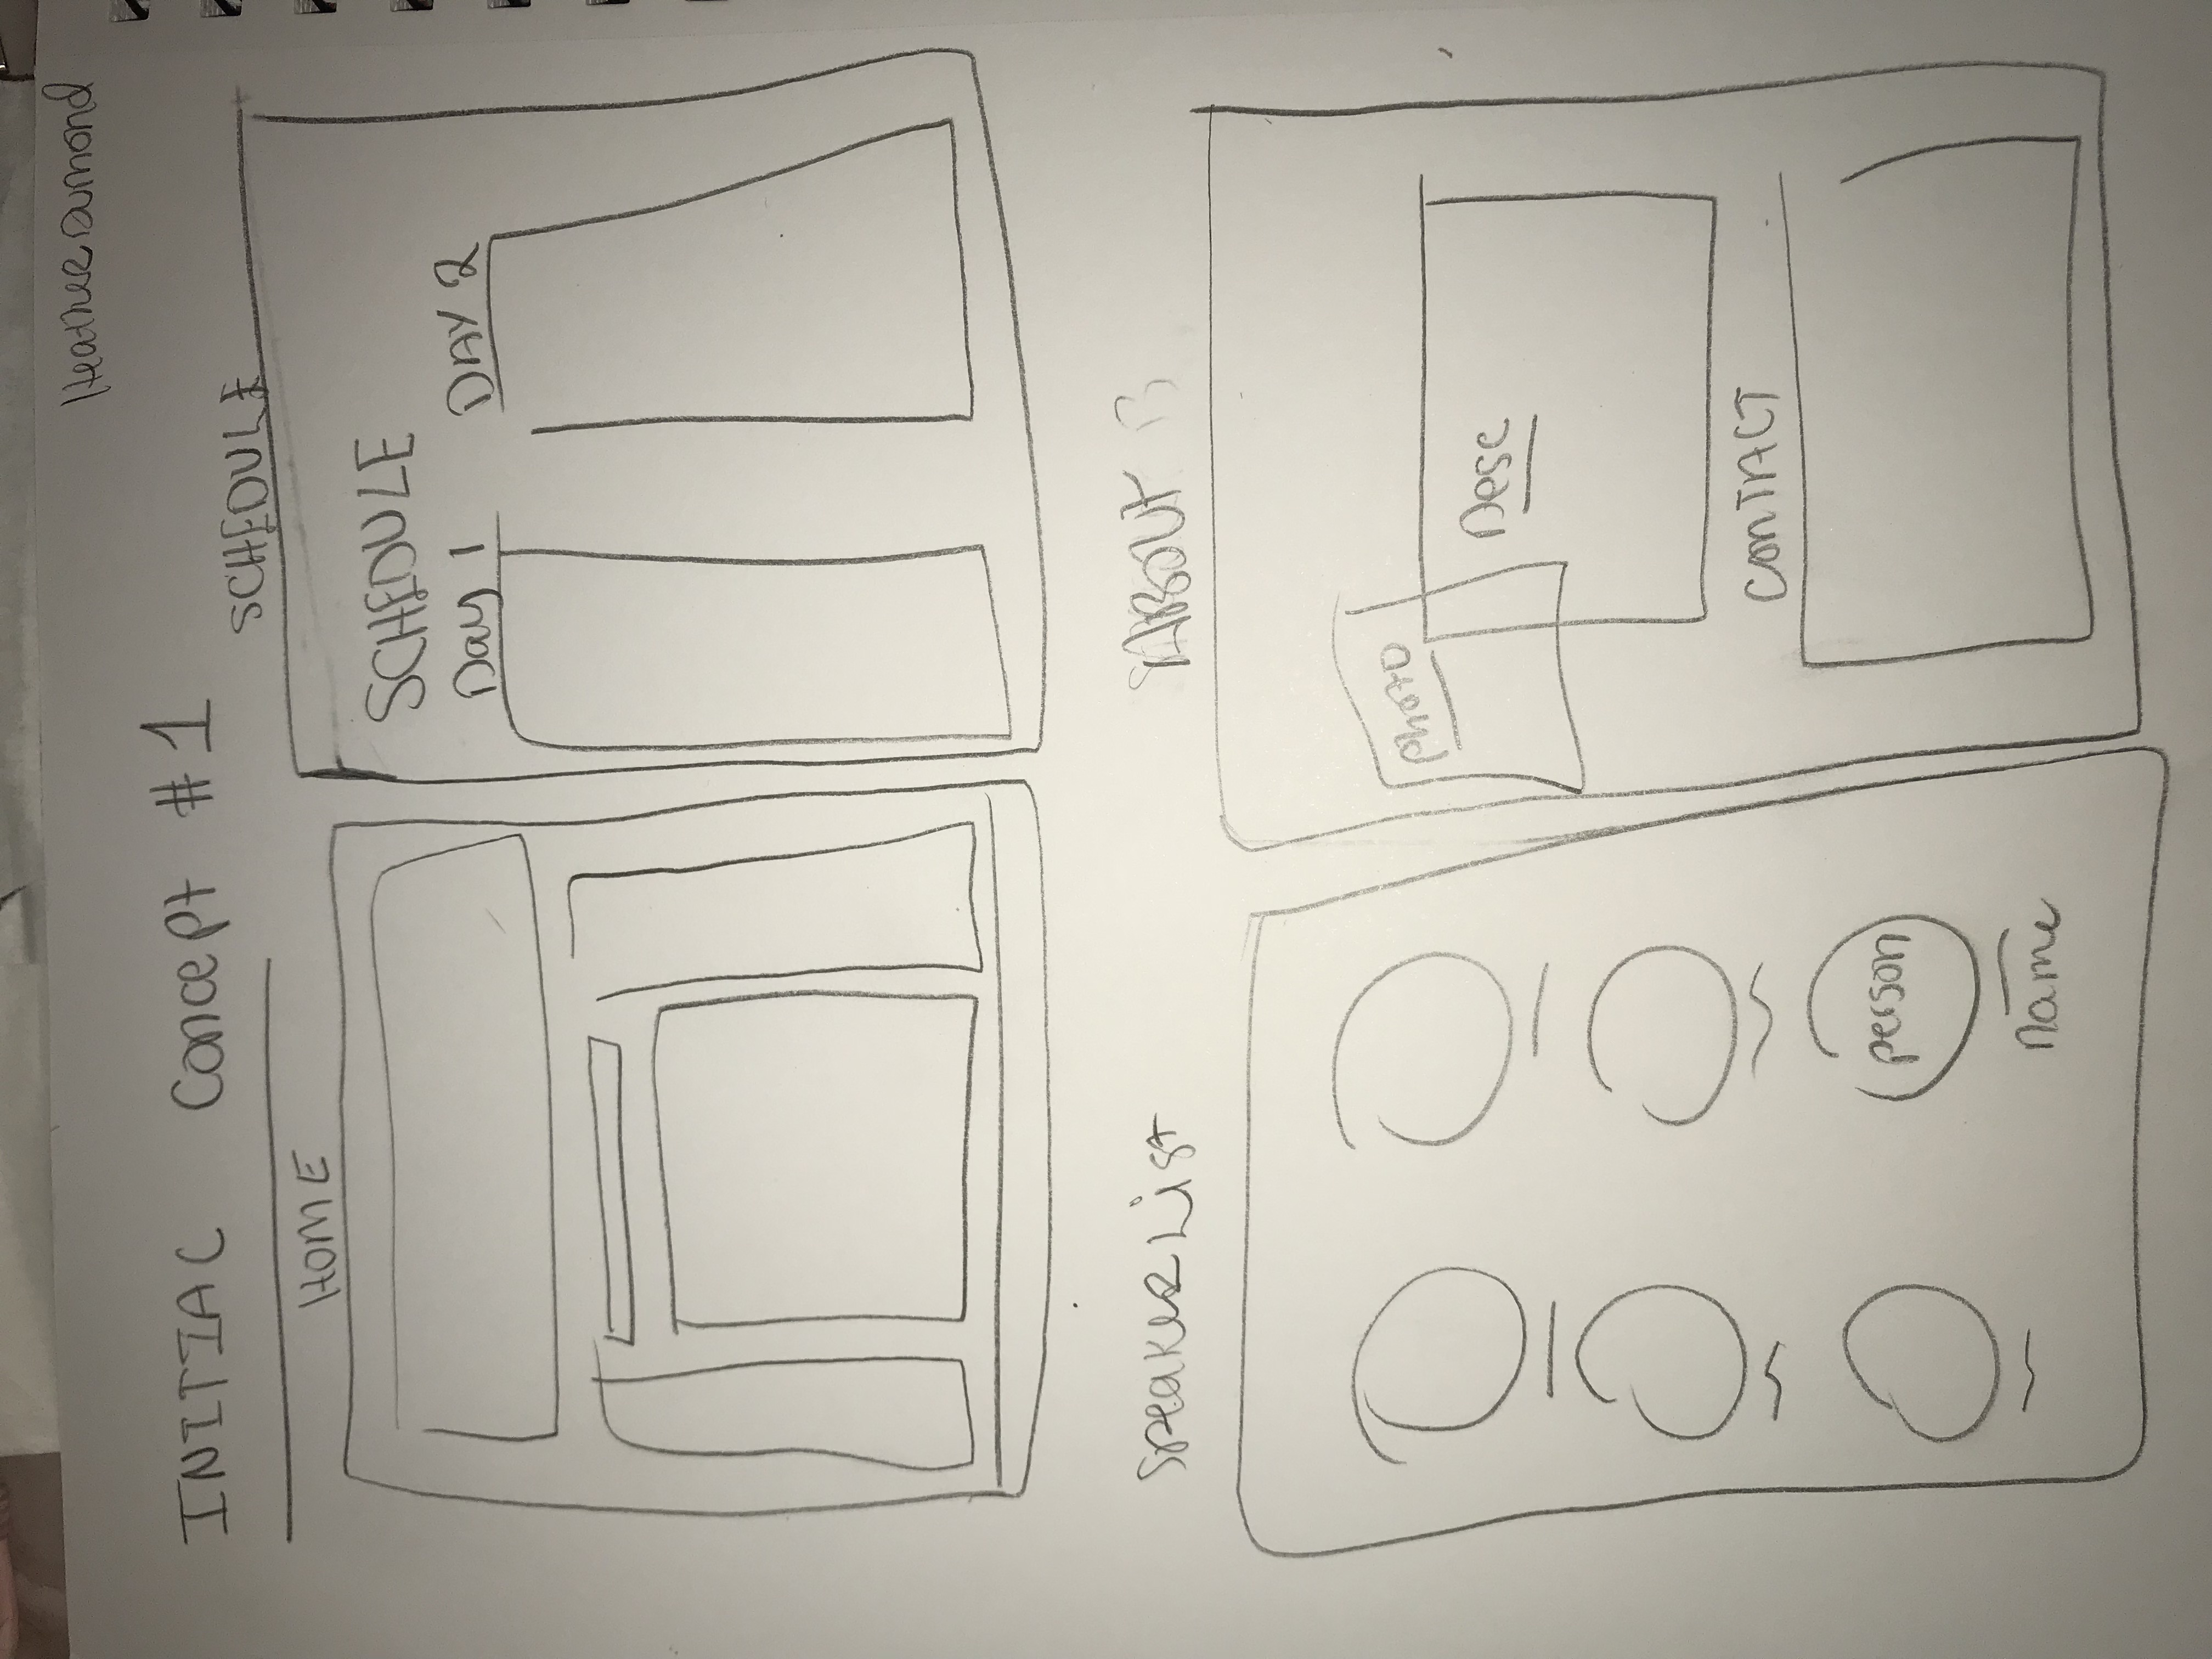 Heather Dumond
INITIAL Concept #1
HOME
SCHEDULE
SCHEDULE
Day 1
DAY 2
Speaker List
ABOUT
photo
Desc
CONTACT
person
name